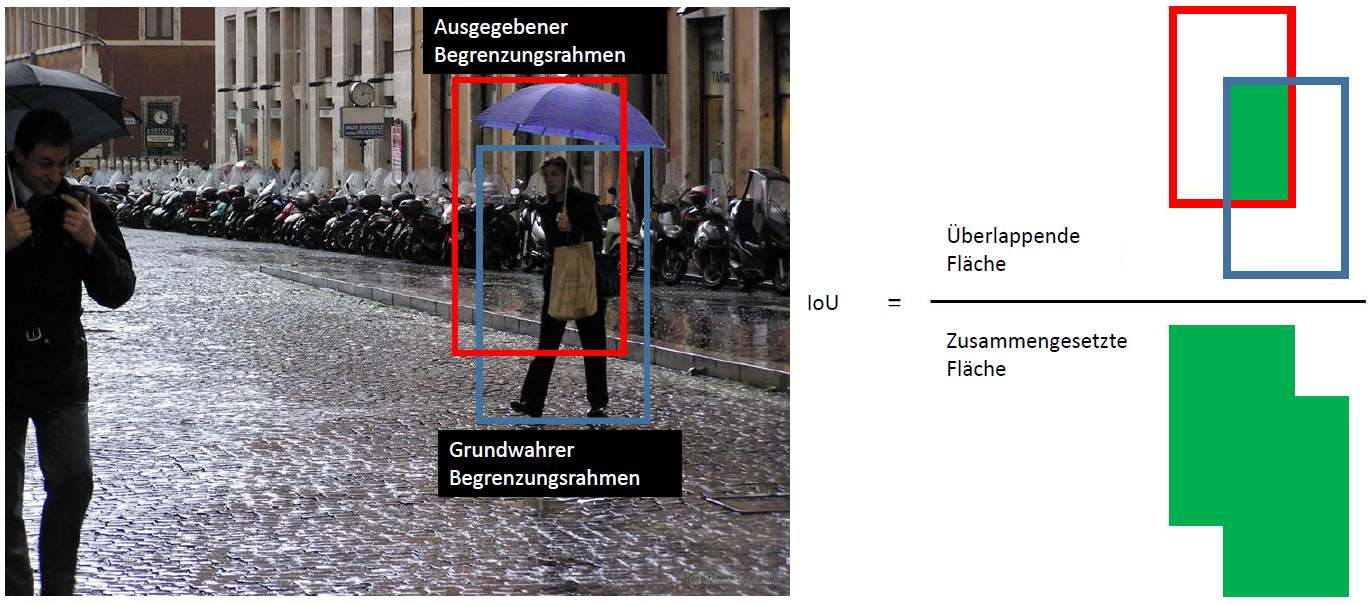 Ausgegebener
Begrenzungsrahmen
Grundwahrer
Begrenzungsrahmen
IoU =
Überlappende
Fläche
Zusammengesetzte
Fläche